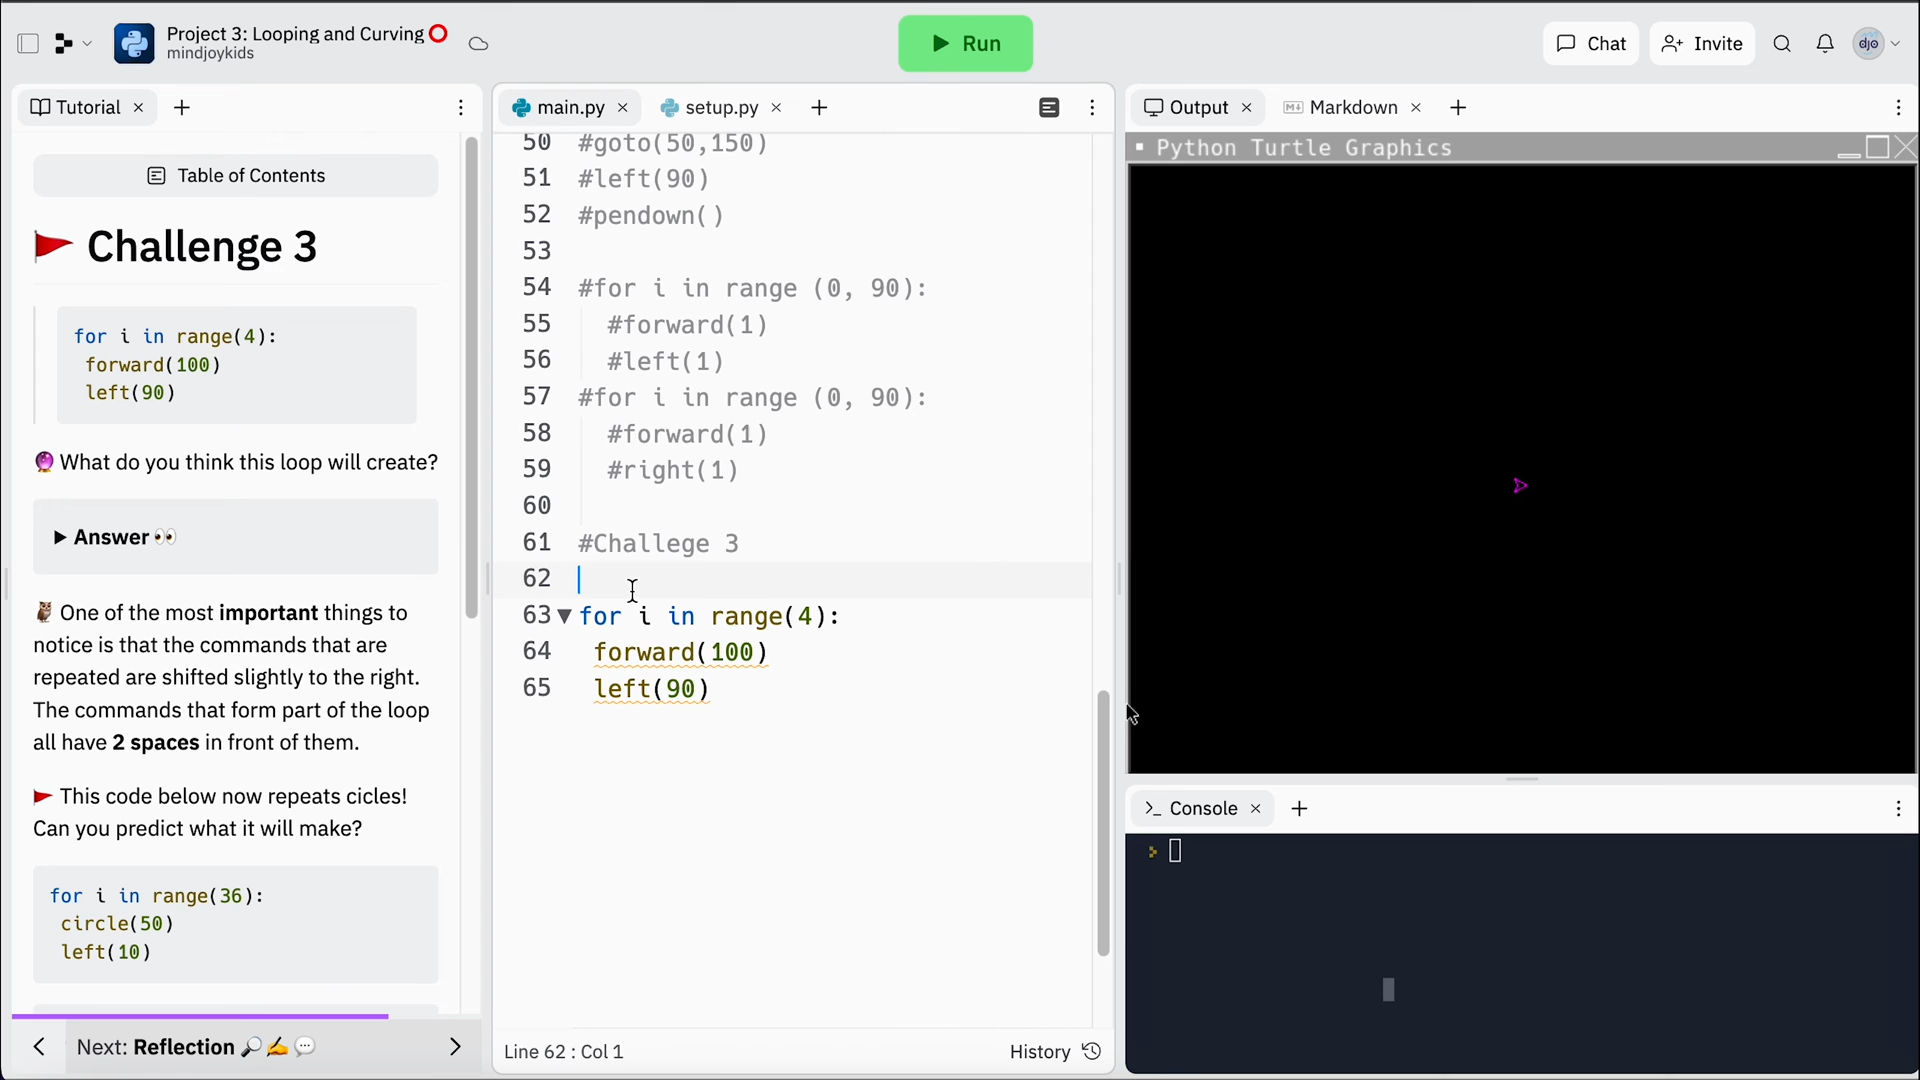 Project 3: Looping and Curving
mindjoykids
Run
Chat
Invite
djo
Tutorial
Table of Contents
Challenge 3
for i in range(4):
forward(100)
left(90)
What do you think this loop will create?
Answer
One of the most important things to
notice is that the commands that are
repeated are shifted slightly to the right.
The commands that form part of the loop
all have 2 spaces in front of them.
This code below now repeats cicles!
Can you predict what it will make?
for i in range(36):
circle(50)
left(10)
Next: Reflection
main.py
setup.py
50 #goto(50,150)
51 #left(90)
52 #pendown()
53
54 #for i in range (0, 90):
55 #forward(1)
56 #left(1)
57 #for i in range (0, 90):
58 #forward(1)
59 #right(1)
60
61 #Challege 3
62
63 for i in range(4):
64 forward(100)
65 left(90)
Line 62 : Col 1
History
Output
Markdown
Python Turtle Graphics
Console